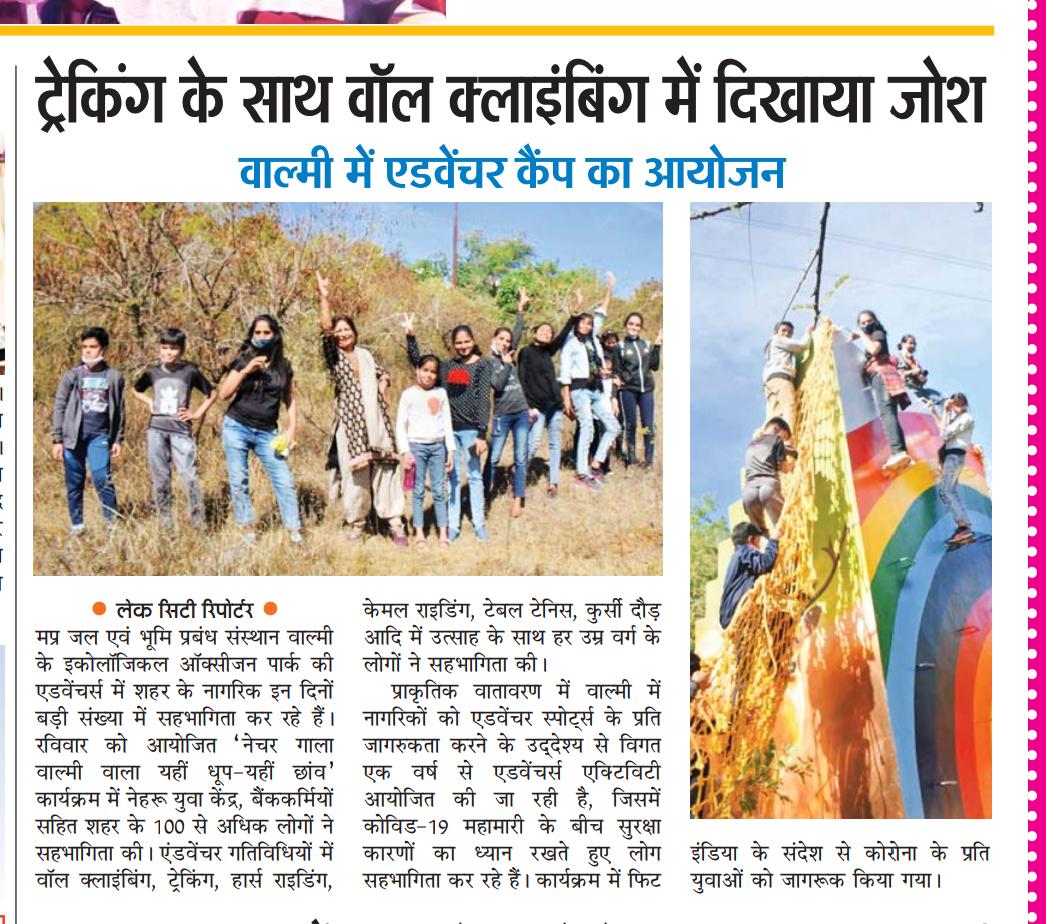 ट्रेकिंग के साथ वॉल क्लाइंबिंग में दिखाया जोश
वाल्मी में एडवेंचर कैंप का आयोजन
● लेक सिटी रिपोर्टर ●
मप्र जल एवं भूमि प्रबंध संस्थान वाल्मी
के इकोलॉजिकल ऑक्सीजन पार्क की
एडवेंचर्स में शहर के नागरिक इन दिनों
बड़ी संख्या में सहभागिता कर रहे हैं।
रविवार को आयोजित ‘नेचर गाला
वाल्मी वाला यहीं धूप-यहीं छांव’
कार्यक्रम में नेहरू युवा केंद्र, बैंककर्मियों
सहित शहर के 100 से अधिक लोगों ने
सहभागिता की। एंडवेंचर गतिविधियों में
वॉल क्लाइंबिंग, ट्रेकिंग, हार्स राइडिंग,
केमल राइडिंग, टेबल टेनिस, कुर्सी दौड़
आदि में उत्साह के साथ हर उम्र वर्ग के
लोगों ने सहभागिता की।
प्राकृतिक वातावरण में वाल्मी में
नागरिकों को एडवेंचर स्पोर्ट्स के प्रति
जागरुकता करने के उद्देश्य से विगत
एक वर्ष से एडवेंचर्स एक्टिविटी
आयोजित की जा रही है, जिसमें
कोविड-19 महामारी के बीच सुरक्षा
कारणों का ध्यान रखते हुए लोग
सहभागिता कर रहे हैं। कार्यक्रम में फिट
इंडिया के संदेश से कोरोना के प्रति
युवाओं को जागरूक किया गया।